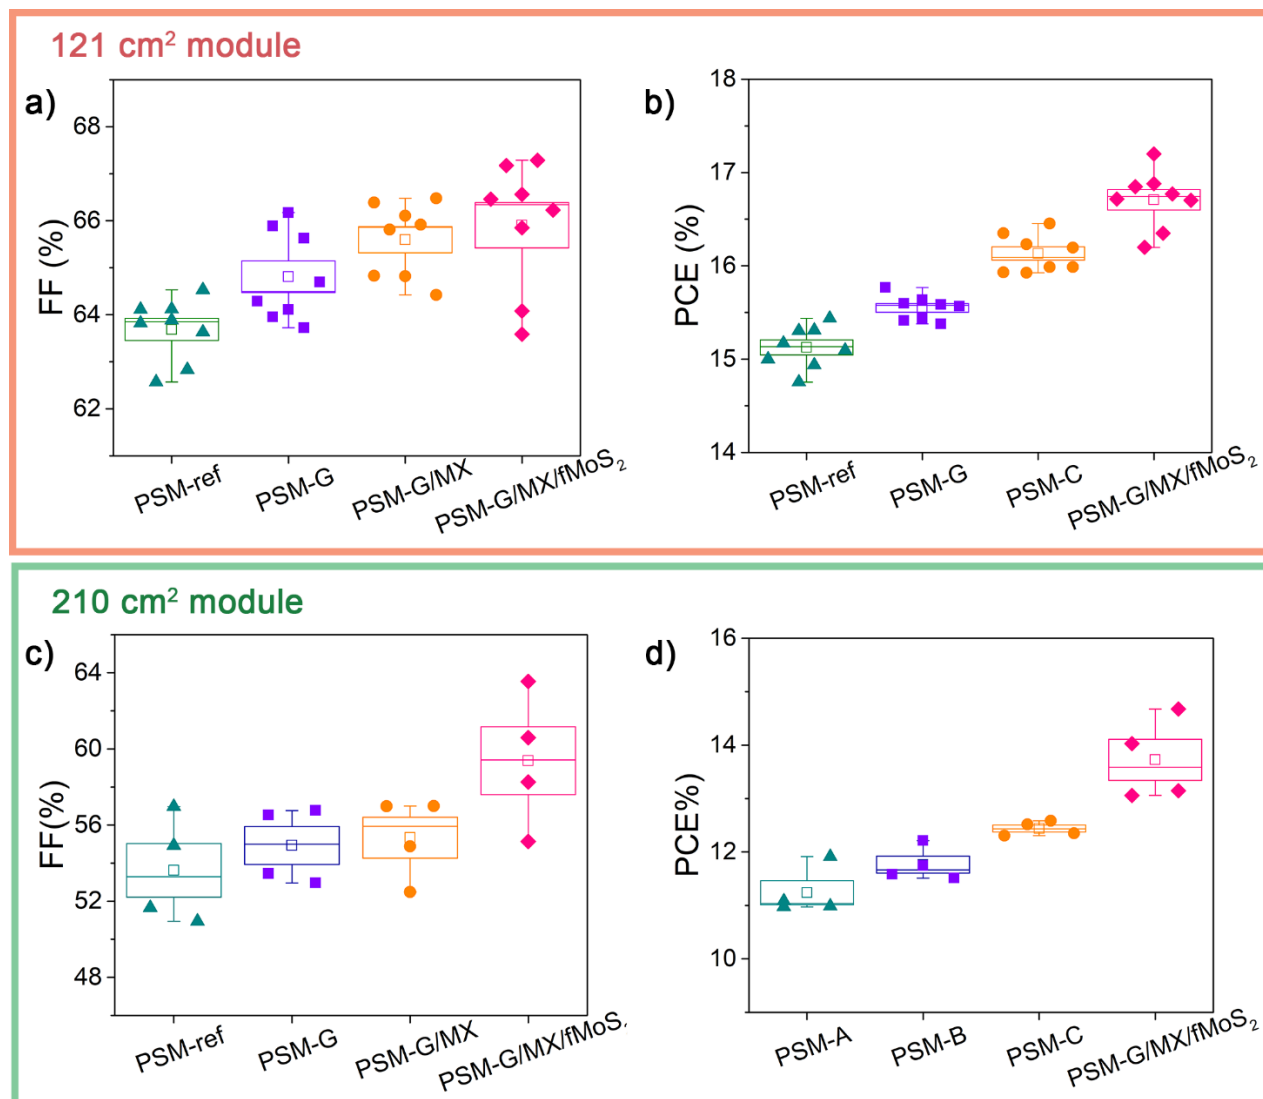 121 cm² module
a)
FF (%)
68
66
64
62
PSM-ref
PSM-G
PSM-G/MX
PSM-G/MX/fMoS₂
b)
PCE (%)
18
17
16
15
14
PSM-ref
PSM-G
PSM-C
PSM-G/MX/fMoS₂
210 cm² module
c)
FF(%)
64
60
56
52
48
PSM-ref
PSM-G
PSM-G/MX
PSM-G/MX/fMoS
d)
PCE%)
16
14
12
10
PSM-A
PSM-B
PSM-C
PSM-G/MX/fMoS₂